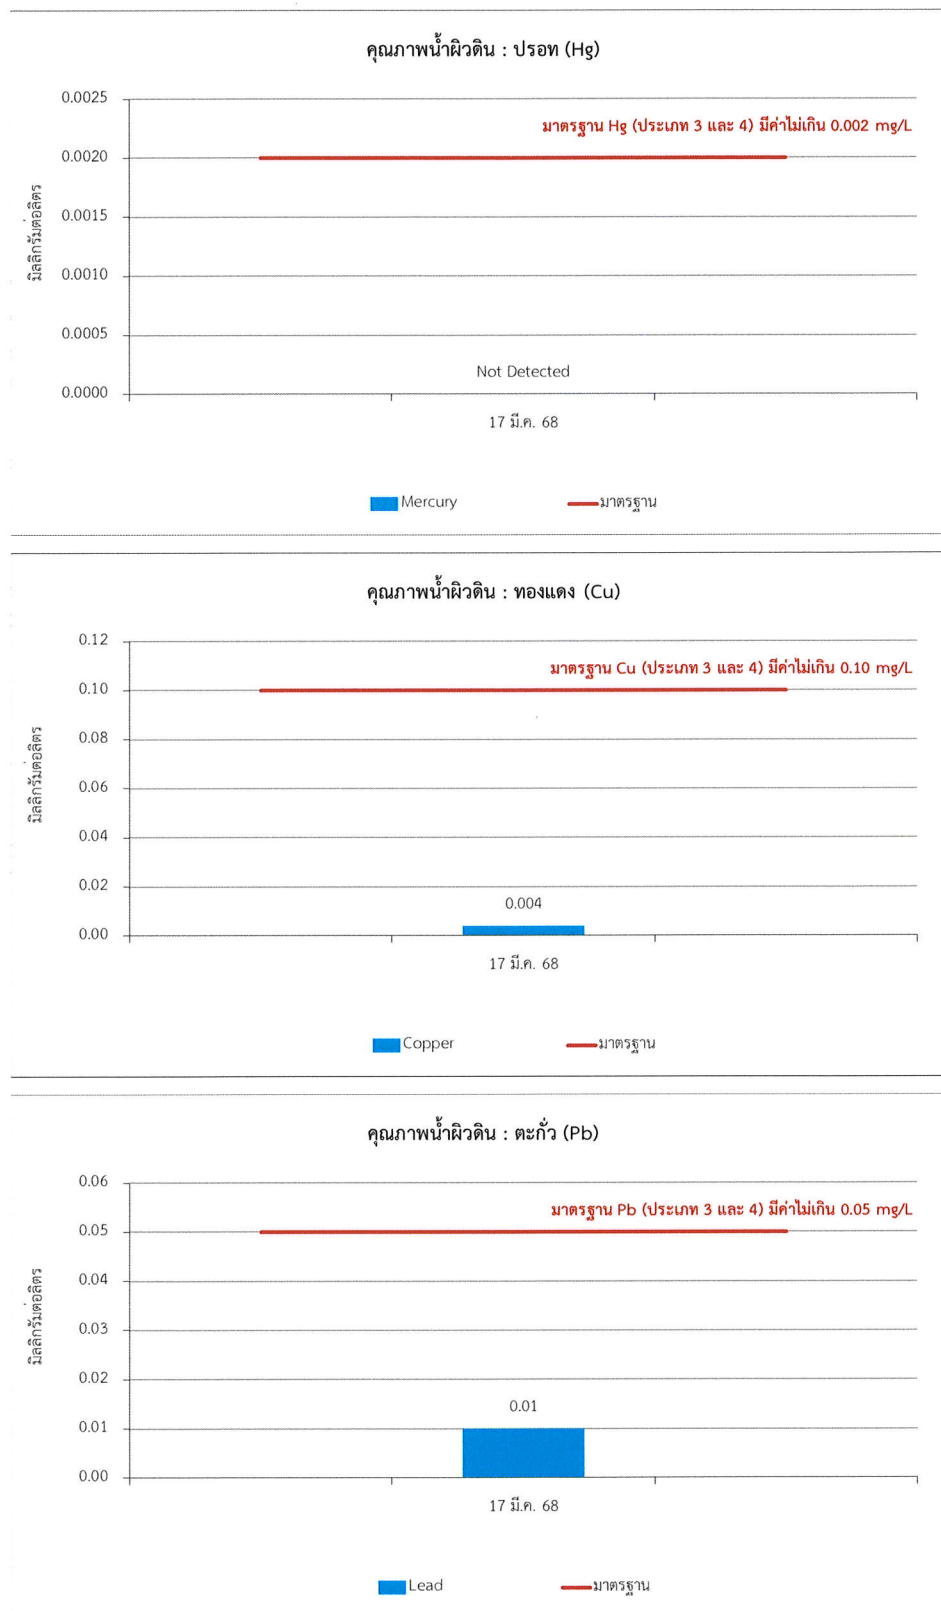 คุณภาพน้ำผิวดิน : ปรอท (Hg)
0.0025
มาตรฐาน Hg (ประเภท 3 และ 4) มีค่าไม่เกิน 0.002 mg/L
0.0020
มิลลิกรัมต่อลิตร
0.0015
0.0010
0.0005
Not Detected
0.0000
17 มี.ค. 68
Mercury มาตรฐาน
คุณภาพน้ำผิวดิน : ทองแดง (Cu)
0.12
มาตรฐาน Cu (ประเภท 3 และ 4) มีค่าไม่เกิน 0.10 mg/L
0.10
มิลลิกรัมต่อลิตร
0.08
0.06
0.04
0.02
0.004
0.00
17 มี.ค. 68
Copper มาตรฐาน
คุณภาพน้ำผิวดิน : ตะกั่ว (Pb)
0.06
มาตรฐาน Pb (ประเภท 3 และ 4) มีค่าไม่เกิน 0.05 mg/L
0.05
มิลลิกรัมต่อลิตร
0.04
0.03
0.02
0.01
0.01
0.00
17 มี.ค. 68
Lead มาตรฐาน